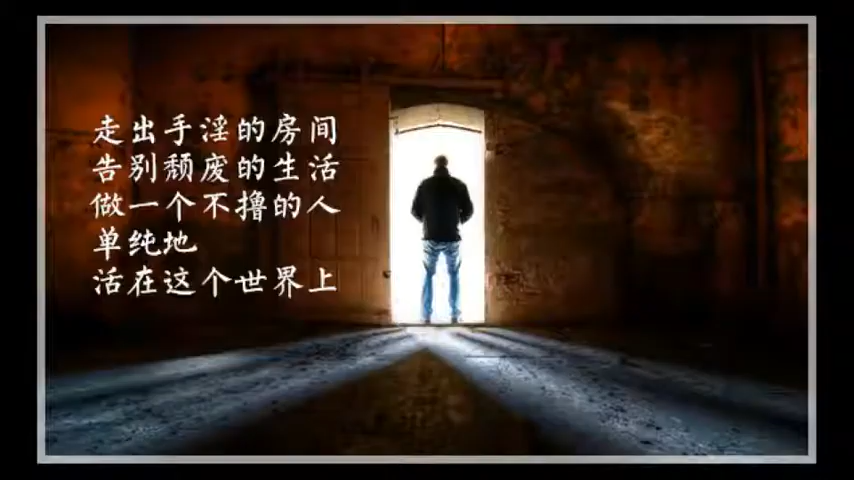 走出手淫的房间
告别颓废的生活
做一个不撸的人
单纯地
活在这个世界上